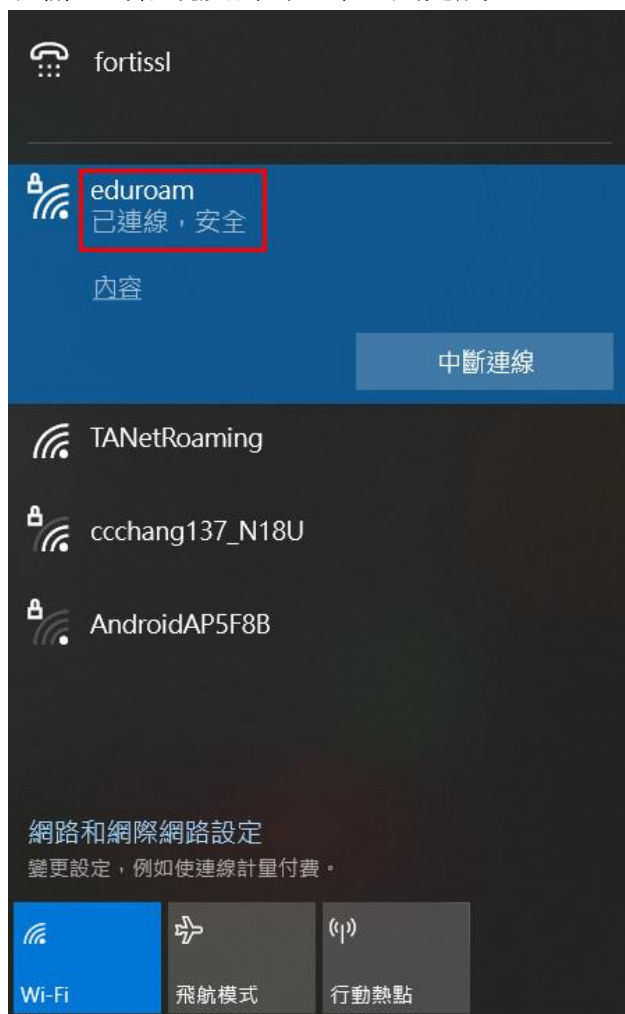 fortissl
eduroam
已連線，安全
內容
中斷連線
TANetRoaming
ccchang137_N18U
AndroidAP5F8B
網路和網際網路設定
變更設定，例如使連線計量付費。
Wi-Fi
飛航模式
行動熱點